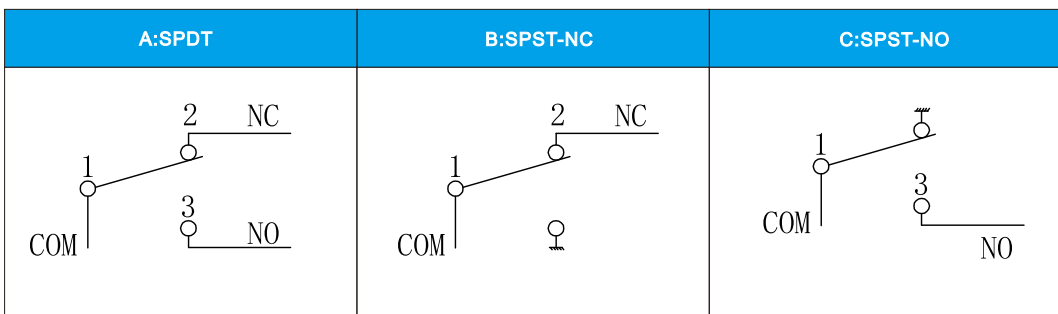 A:SPDT
B:SPST-NC
C:SPST-NO
2
NC
1
3
COM
NO
2
NC
1
COM
1
3
COM
NO